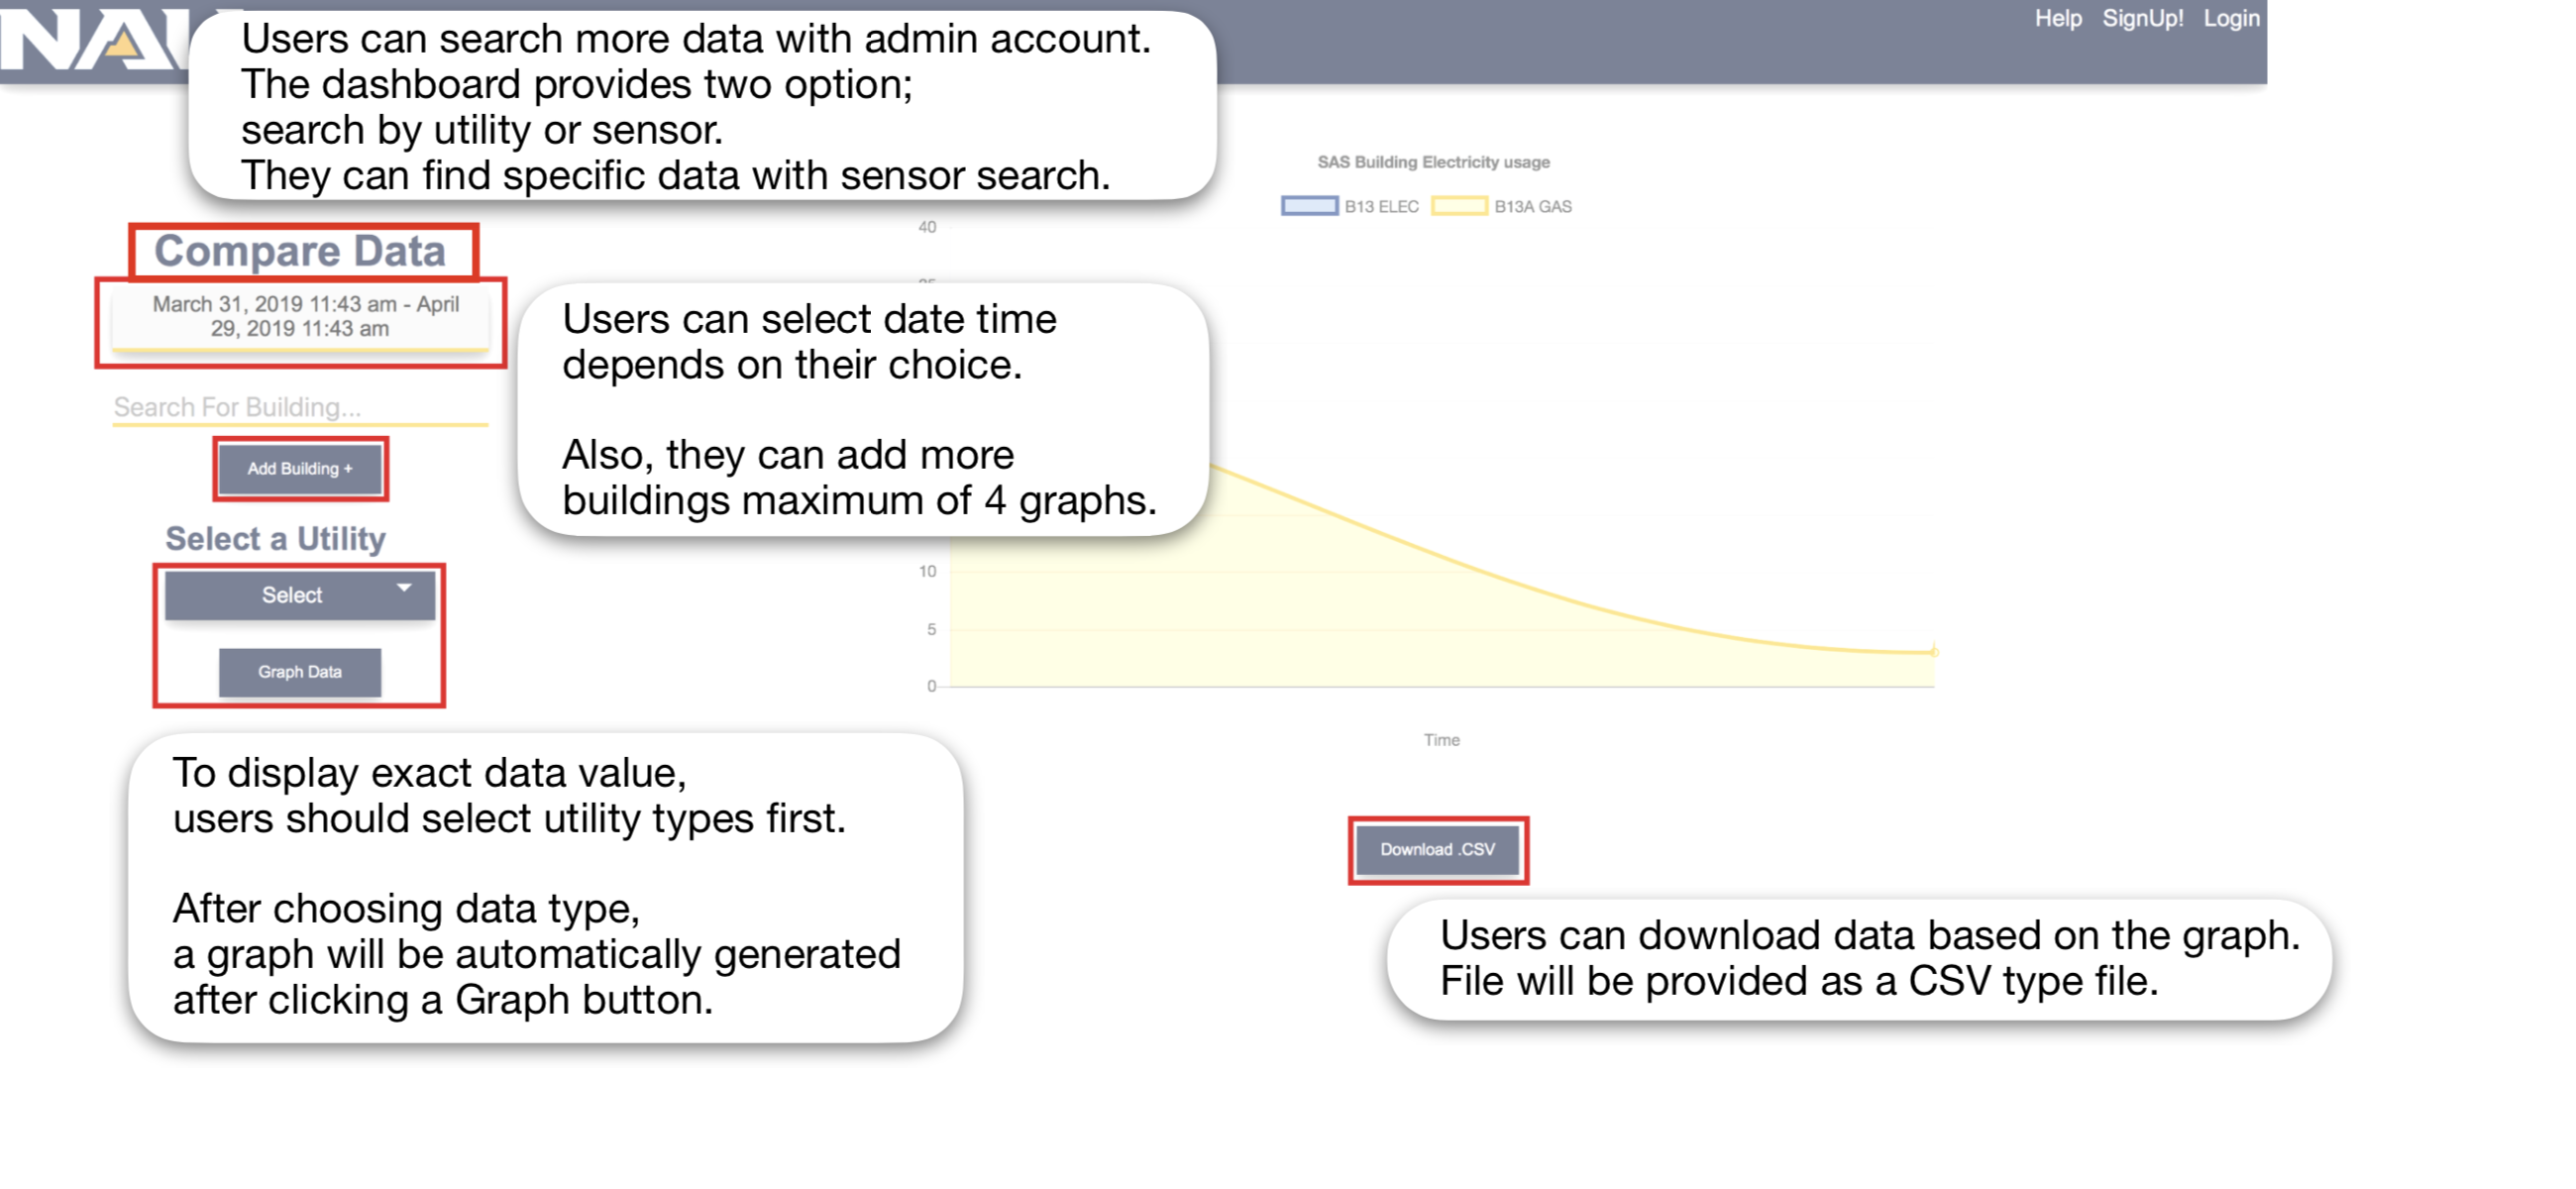 Help SignUp! Login
Users can search more data with admin account.
The dashboard provides two option;
search by utility or sensor.
They can find specific data with sensor search.
SAS Building Electricity usage
B13 ELEC B13A GAS
40
Compare Data
March 31, 2019 11:43 am - April
29, 2019 11:43 am
Search For Building...
Add Building +
Users can select date time
depends on their choice.
Also, they can add more
buildings maximum of 4 graphs.
Select a Utility
Select
Graph Data
10
5
0
Time
To display exact data value,
users should select utility types first.
After choosing data type,
a graph will be automatically generated
after clicking a Graph button.
Download .CSV
Users can download data based on the graph.
File will be provided as a CSV type file.